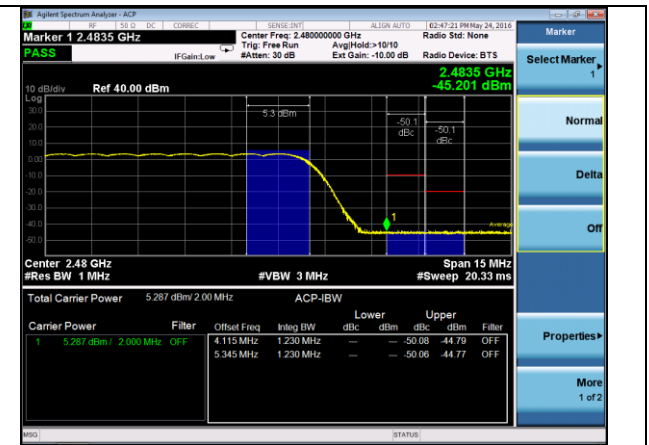 Agilent Spectrum Analyzer - ACP
RF 50 Ω DC CORREC SENSE:INT ALIGN AUTO 02:47:21 PM May 24, 2016
Marker 1 2.4835 GHz
Center Freq: 2.480000000 GHz Radio Std: None
Trig: Free Run Avg|Hold:>10/10
PASS IFGain:Low #Atten: 30 dB Ext Gain: -10.00 dB Radio Device: BTS
2.4835 GHz
-45.201 dBm
10 dB/div Ref 40.00 dBm
Log
30.0
20.0
10.0
0.00
-10.0
-20.0
-30.0
-40.0
-50.0
5.3 dBm
-50.1
dBc
-50.1
dBc
1
Average
Center 2.48 GHz Span 15 MHz
#Res BW 1 MHz #VBW 3 MHz #Sweep 20.33 ms
Total Carrier Power 5.287 dBm/ 2.00 MHz ACP-IBW
Lower Upper
Carrier Power Filter Offset Freq Integ BW dBc dBm dBc dBm Filter
1 5.287 dBm / 2.000 MHz OFF 4.115 MHz 1.230 MHz --- --- -50.08 -44.79 OFF
5.345 MHz 1.230 MHz --- --- -50.06 -44.77 OFF
MSG STATUS
Marker
Select Marker
1
Normal
Delta
Off
Properties
More
1 of 2